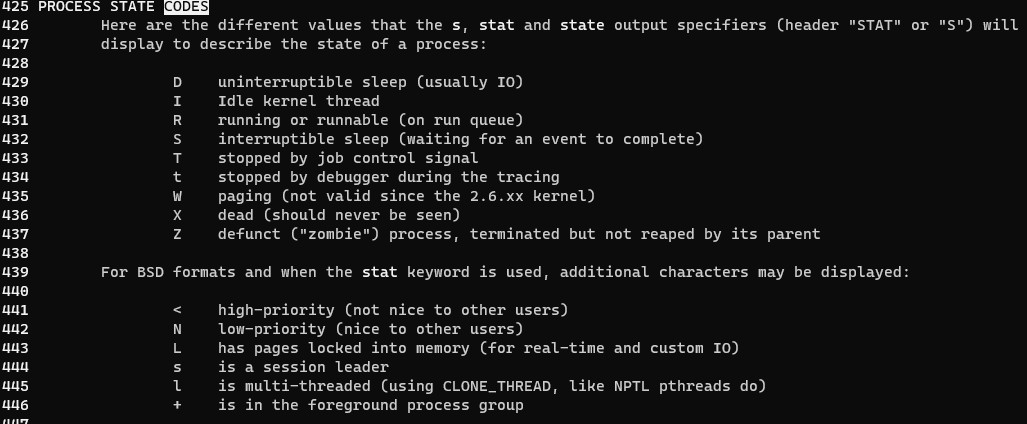 425 PROCESS STATE CODES
426        Here are the different values that the s, stat and state output specifiers (header "STAT" or "S") will
427        display to describe the state of a process:
428
429                D    uninterruptible sleep (usually IO)
430                I    Idle kernel thread
431                R    running or runnable (on run queue)
432                S    interruptible sleep (waiting for an event to complete)
433                T    stopped by job control signal
434                t    stopped by debugger during the tracing
435                W    paging (not valid since the 2.6.xx kernel)
436                X    dead (should never be seen)
437                Z    defunct ("zombie") process, terminated but not reaped by its parent
438
439        For BSD formats and when the stat keyword is used, additional characters may be displayed:
440
441                <    high-priority (not nice to other users)
442                N    low-priority (nice to other users)
443                L    has pages locked into memory (for real-time and custom IO)
444                s    is a session leader
445                l    is multi-threaded (using CLONE_THREAD, like NPTL pthreads do)
446                +    is in the foreground process group
447